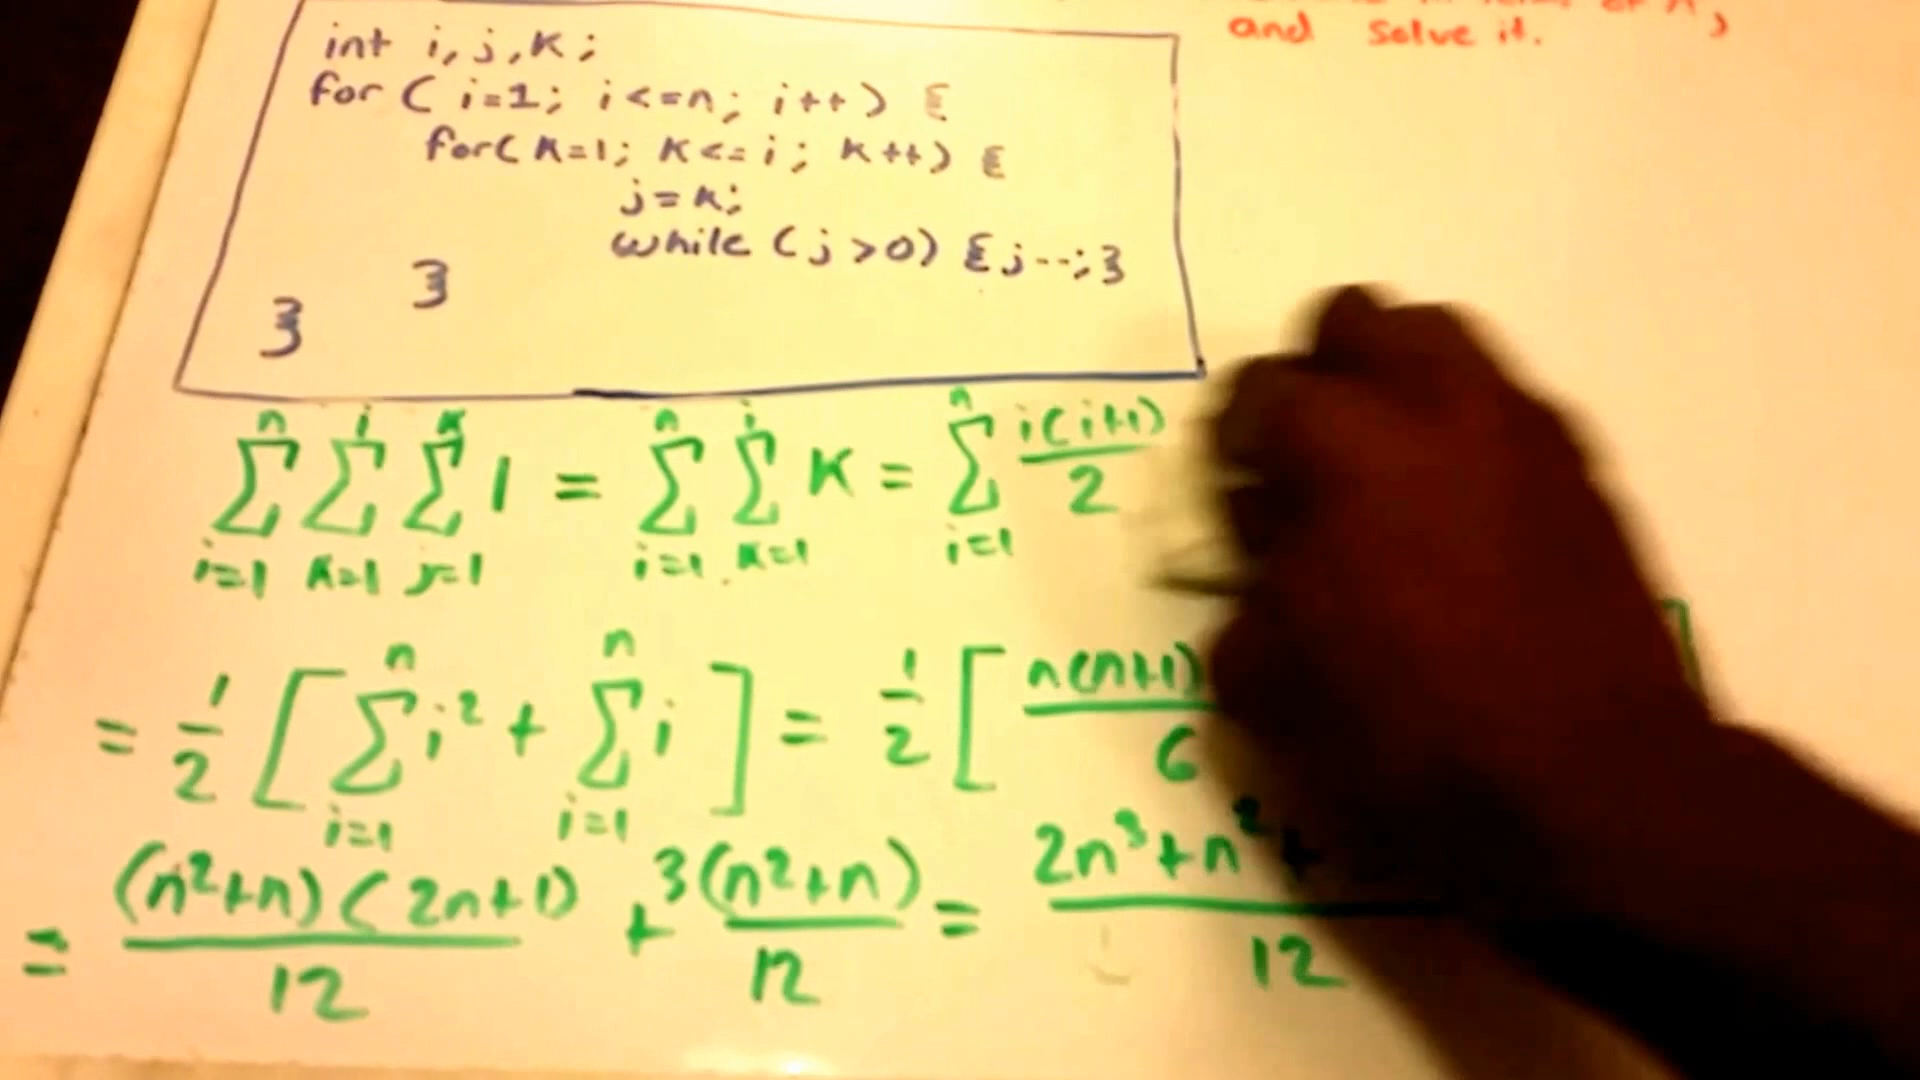 and solve it.
int i, j, K;
for ( i=1; i<=n; i++) {
for( K=1; K<=i; K++) {
j=K;
while (j>0) {j--;}
}
}
n i K n i n
∑ ∑ ∑ 1 = ∑ ∑ K = ∑ i(i+1)/2
i=1 K=1 j=1 i=1 K=1 i=1
n n
= 1/2 [ ∑ i² + ∑ i ] = 1/2 [ n(n+1) / 6 ]
i=1 i=1
= (n²+n)(2n+1)/12 + 3(n²+n)/12 = 2n³+n²+ /12